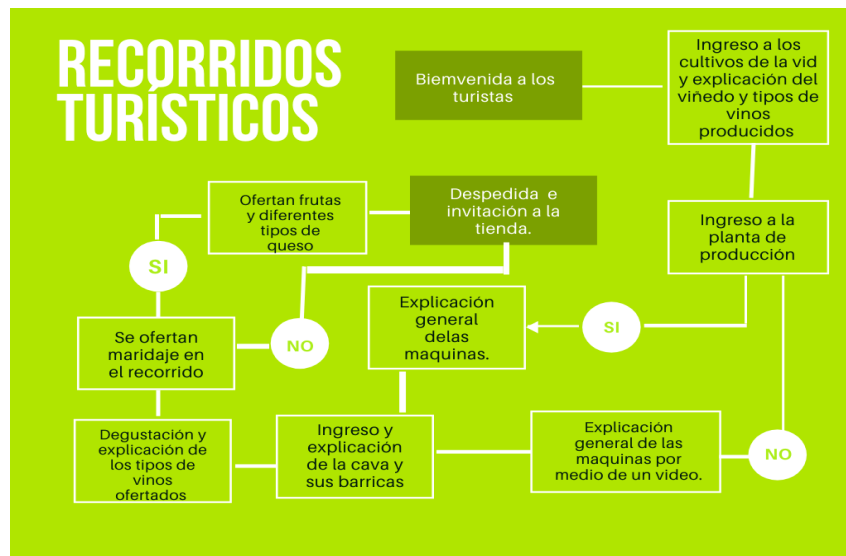 RECORRIDOS
TURÍSTICOS
Biemvenida a los
turistas
Ingreso a los
cultivos de la vid
y explicación del
viñedo y tipos de
vinos
producidos
Ingreso a la
planta de
producción
SI
NO
Explicación
general
delas
maquinas.
Explicación
general de las
maquinas por
medio de un video.
Ingreso y
explicación
de la cava y
sus barricas
Degustación y
explicación de
los tipos de
vinos
ofertados
Se ofertan
maridaje en
el recorrido
SI
NO
Ofertan frutas
y diferentes
tipos de
queso
Despedida e
invitación a la
tienda.